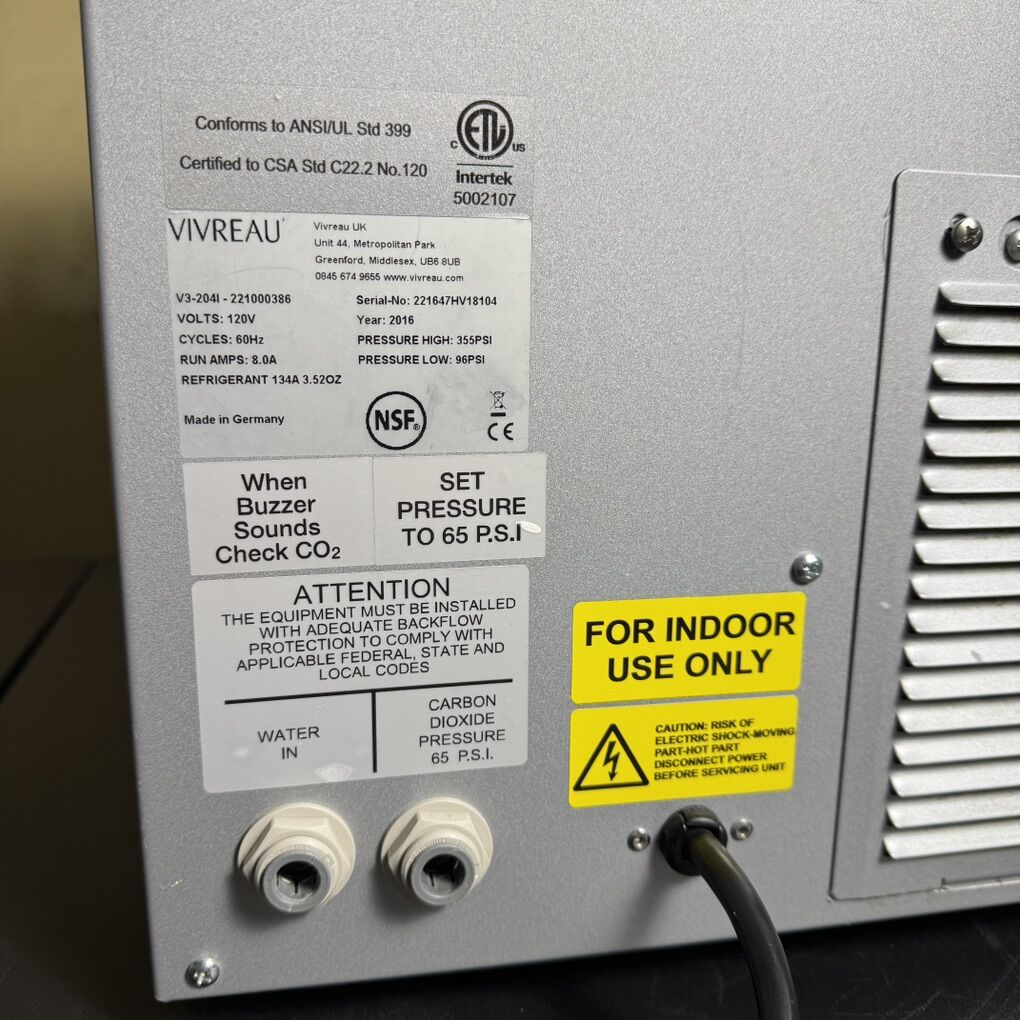 Conforms to ANSI/UL Std 399
Certified to CSA Std C22.2 No.120
ETL
C US
Intertek
5002107
VIVREAU
Vivreau UK
Unit 44, Metropolitan Park
Greenford, Middlesex, UB6 8UB
0845 674 9655 www.vivreau.com
V3-204I - 221000386
VOLTS: 120V
CYCLES: 60Hz
RUN AMPS: 8.0A
REFRIGERANT 134A 3.52OZ
Serial-No: 221647HV18104
Year: 2016
PRESSURE HIGH: 355PSI
PRESSURE LOW: 96PSI
Made in Germany
NSF®
CE
When
Buzzer
Sounds
Check CO2
SET
PRESSURE
TO 65 P.S.I
ATTENTION
THE EQUIPMENT MUST BE INSTALLED
WITH ADEQUATE BACKFLOW
PROTECTION TO COMPLY WITH
APPLICABLE FEDERAL, STATE AND
LOCAL CODES
WATER
IN
CARBON
DIOXIDE
PRESSURE
65 P.S.I.
FOR INDOOR
USE ONLY
CAUTION: RISK OF
ELECTRIC SHOCK-MOVING
PART-HOT PART
DISCONNECT POWER
BEFORE SERVICING UNIT